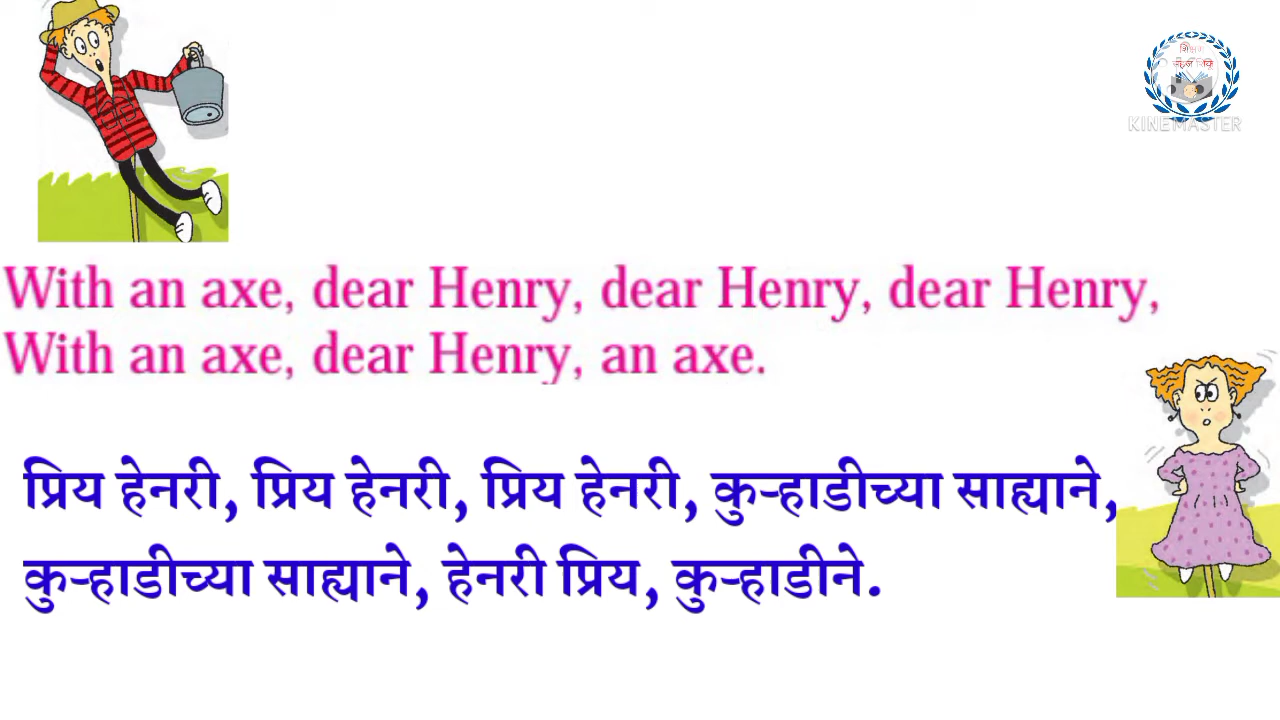 शिक्षण
KINEMASTER
With an axe, dear Henry, dear Henry, dear Henry,
With an axe, dear Henry, an axe.
प्रिय हेनरी, प्रिय हेनरी, प्रिय हेनरी, कुऱ्हाडीच्या साह्याने,
कुऱ्हाडीच्या साह्याने, हेनरी प्रिय, कुऱ्हाडीने.